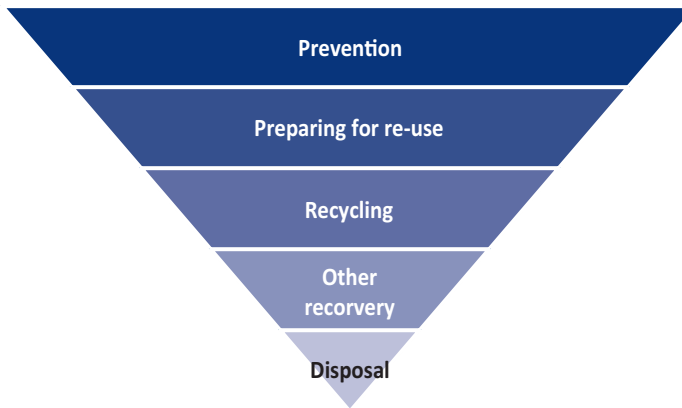 Prevention
Preparing for re-use
Recycling
Other
recorvery
Disposal